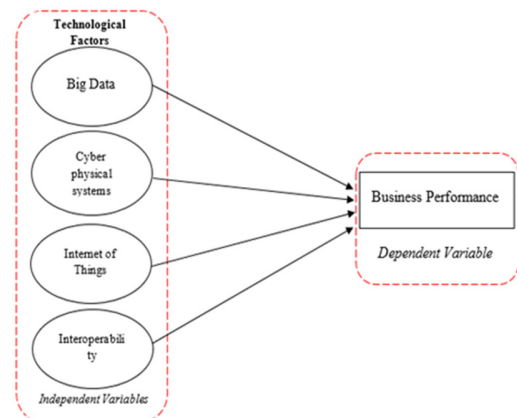 Technological
Factors
Big Data
Cyber
physical
systems
Internet of
Things
Interoperabili
ty
Independent Variables
Business Performance
Dependent Variable